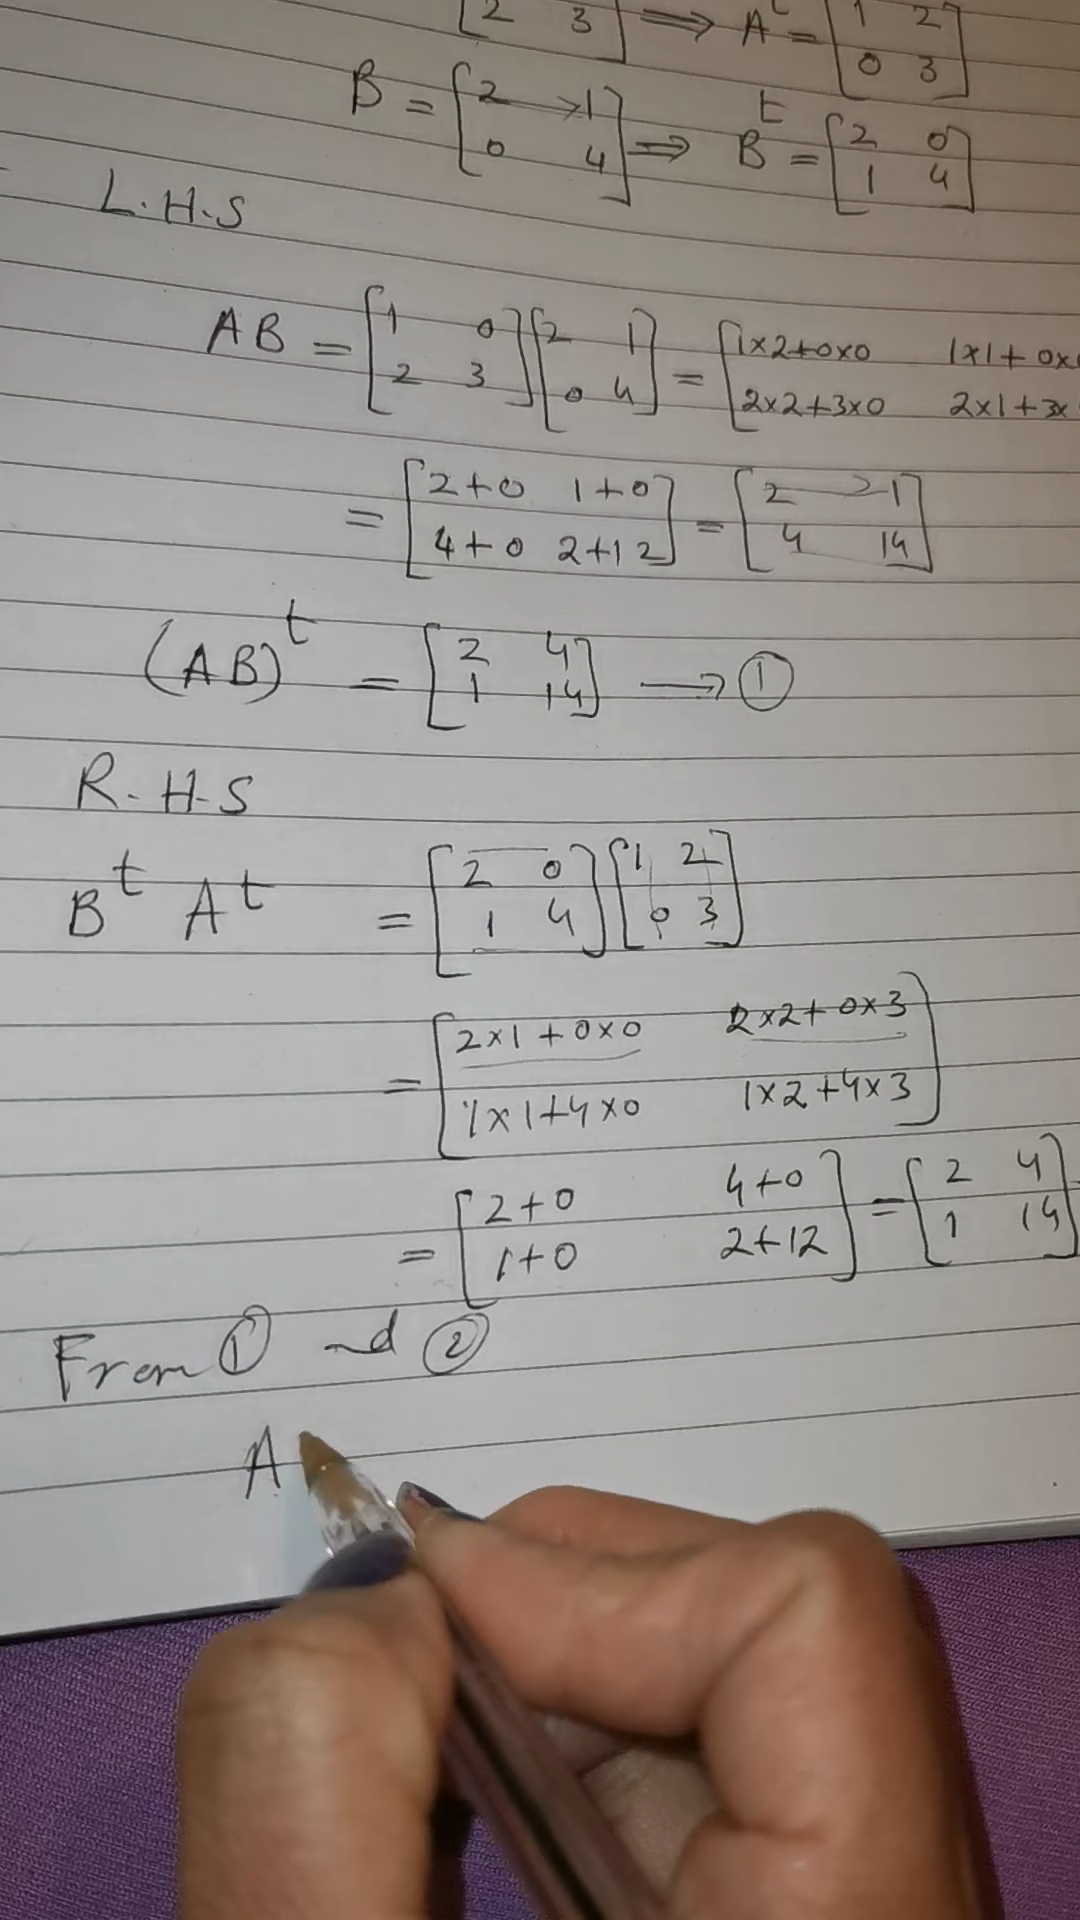 [2 3] ⟹ A^t = [1 2
0 3]
B = [2 1
0 4] ⟹ B^t = [2 0
1 4]
L.H.S
AB = [1 0
2 3] [2 1
0 4] = [1×2+0×0 1×1+0×
2×2+3×0 2×1+3×
= [2+0 1+0
4+0 2+12] = [2 1
4 14]
(AB)^t = [2 4
1 14] → ①
R.H.S
B^t A^t = [2 0
1 4] [1 2
0 3]
= [2×1+0×0 2×2+0×3
1×1+4×0 1×2+4×3]
= [2+0 4+0
1+0 2+12] = [2 4
1 14]
From ① and ②
A